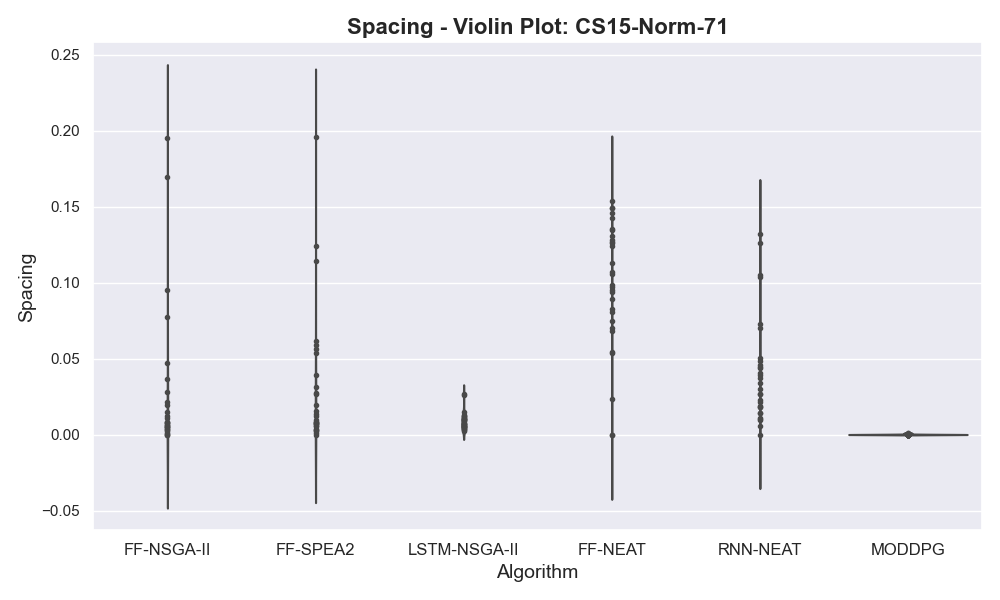 Spacing - Violin Plot: CS15-Norm-71
0.25
0.20
0.15
0.10
0.05
0.00
−0.05
Spacing
FF-NSGA-II FF-SPEA2 LSTM-NSGA-II FF-NEAT RNN-NEAT MODDPG
Algorithm